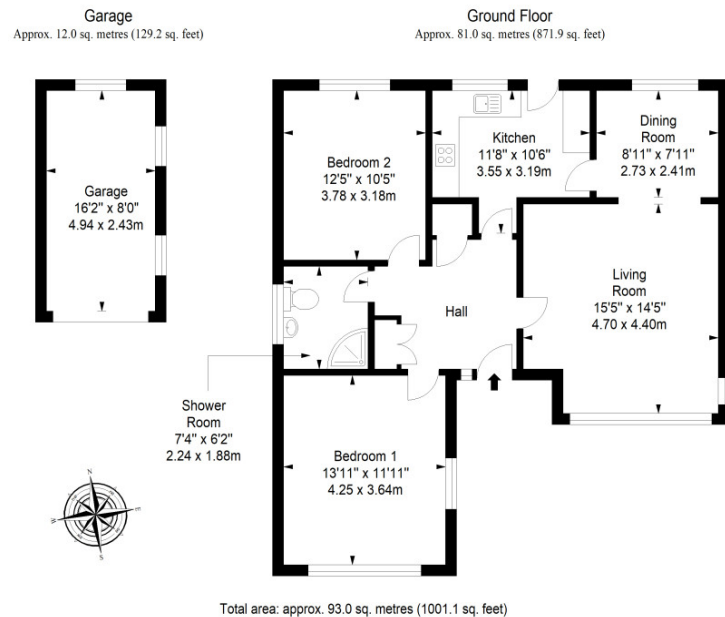 Garage
Approx. 12.0 sq. metres (129.2 sq. feet)
Ground Floor
Approx. 81.0 sq. metres (871.9 sq. feet)
Garage
16'2" x 8'0"
4.94 x 2.43m
Bedroom 2
12'5" x 10'5"
3.78 x 3.18m
Kitchen
11'8" x 10'6"
3.55 x 3.19m
Dining
Room
8'11" x 7'11"
2.73 x 2.41m
Hall
Living
Room
15'5" x 14'5"
4.70 x 4.40m
Shower
Room
7'4" x 6'2"
2.24 x 1.88m
Bedroom 1
13'11" x 11'11"
4.25 x 3.64m
N
W
E
S
Total area: approx. 93.0 sq. metres (1001.1 sq. feet)